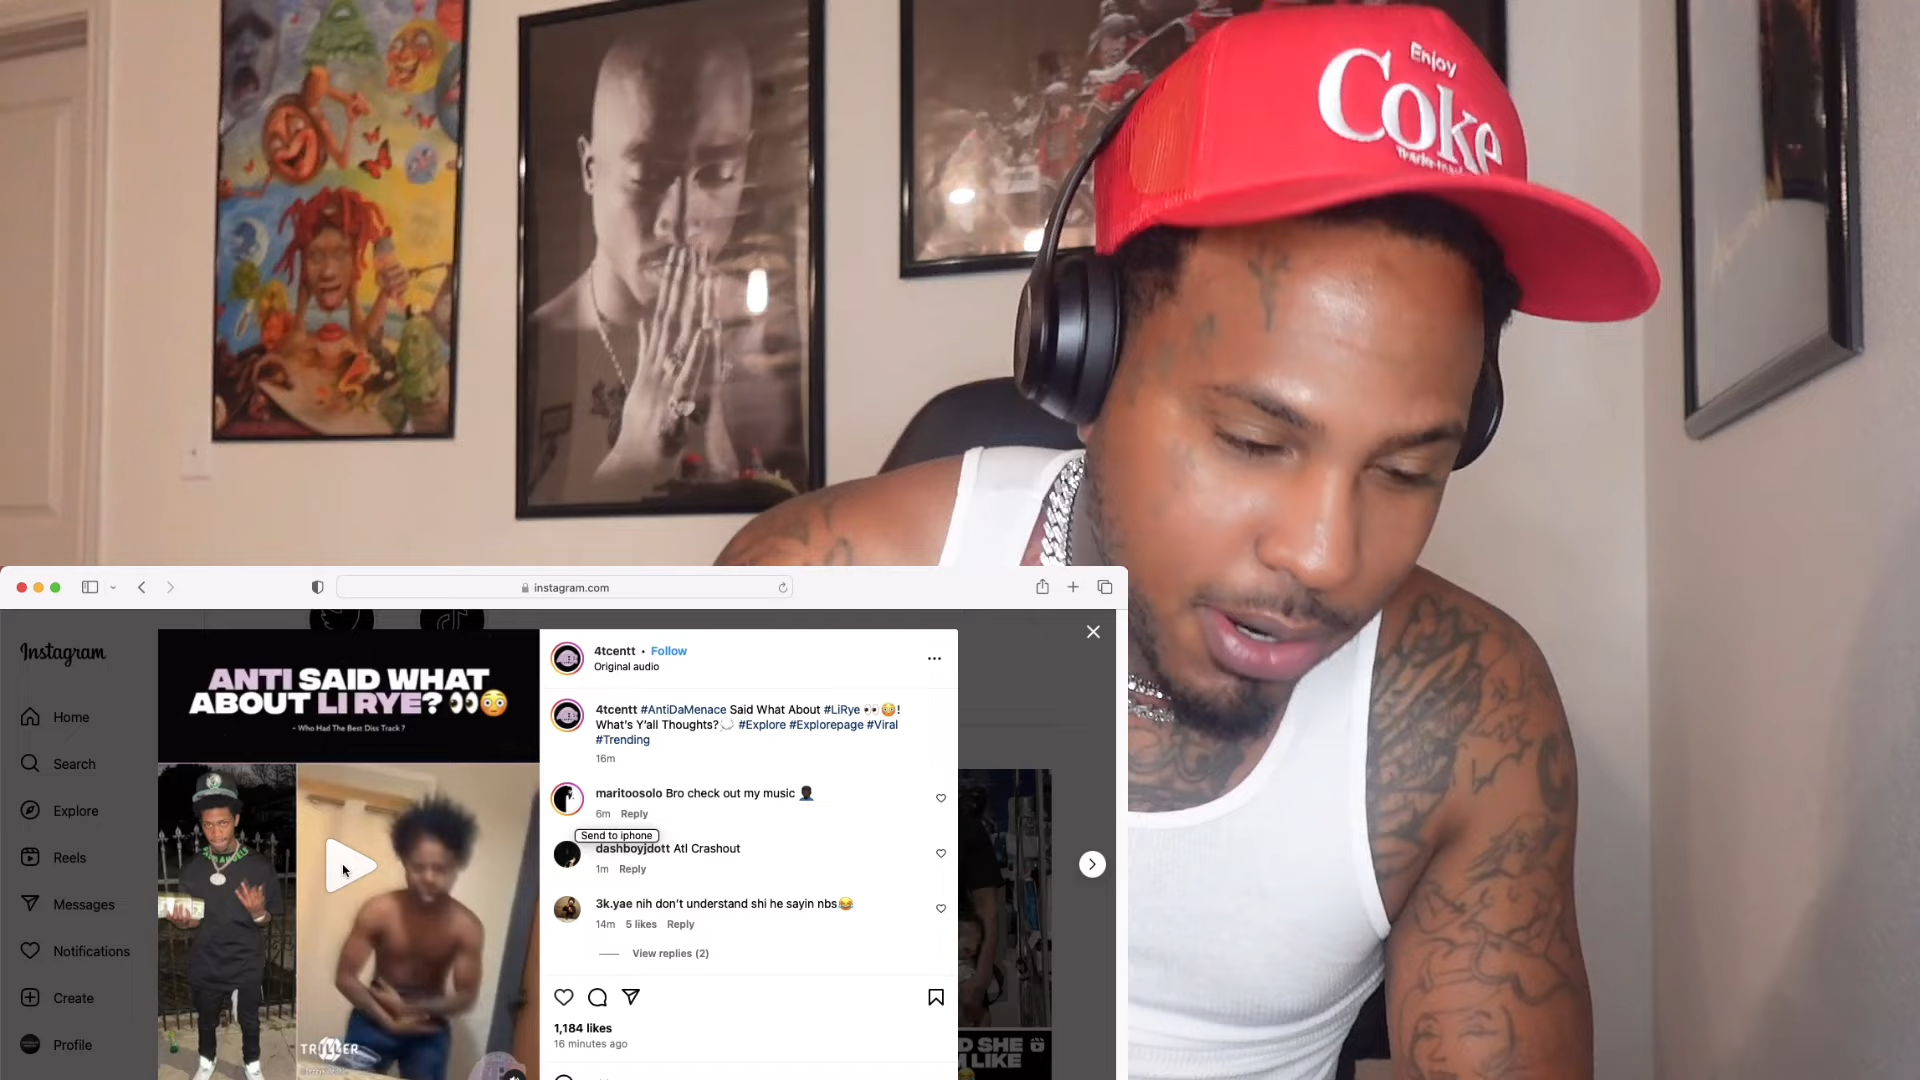 Enjoy
Coke
instagram.com
Instagram
Home
Search
Explore
Reels
Messages
Notifications
Create
Profile
ANTI SAID WHAT
ABOUT LI RYE? 👀😳
- Who Had The Best Diss Track ?
TRILLER
4tcentt • Follow
Original audio
4tcentt #AntiDaMenace Said What About #LiRye 👀😳!
What's Y'all Thoughts?💭 #Explore #Explorepage #Viral
#Trending
16m
maritoosolo Bro check out my music 👤
6m Reply
Send to iphone
dashboyjdott Atl Crashout
1m Reply
3k.yae nih don't understand shi he sayin nbs😂
14m 5 likes Reply
View replies (2)
1,184 likes
16 minutes ago
D SHE
LIKE